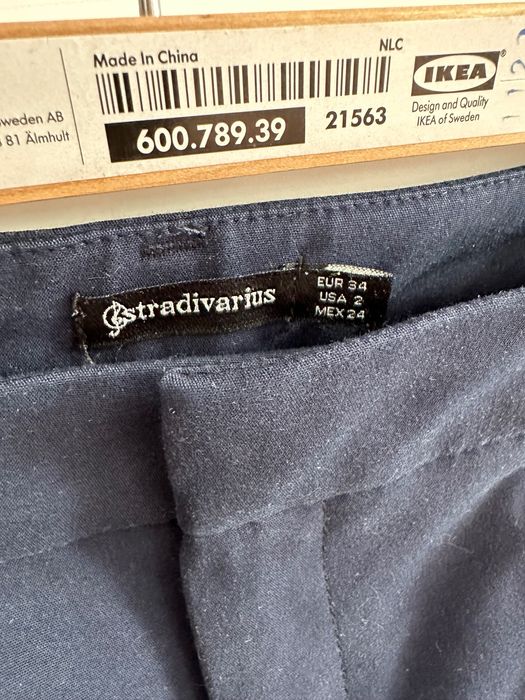 Made In China
NLC
600.789.39
21563
IKEA®
Design and Quality
IKEA of Sweden
weden AB
81 Älmhult
stradivarius
EUR 34
USA 2
MEX 24